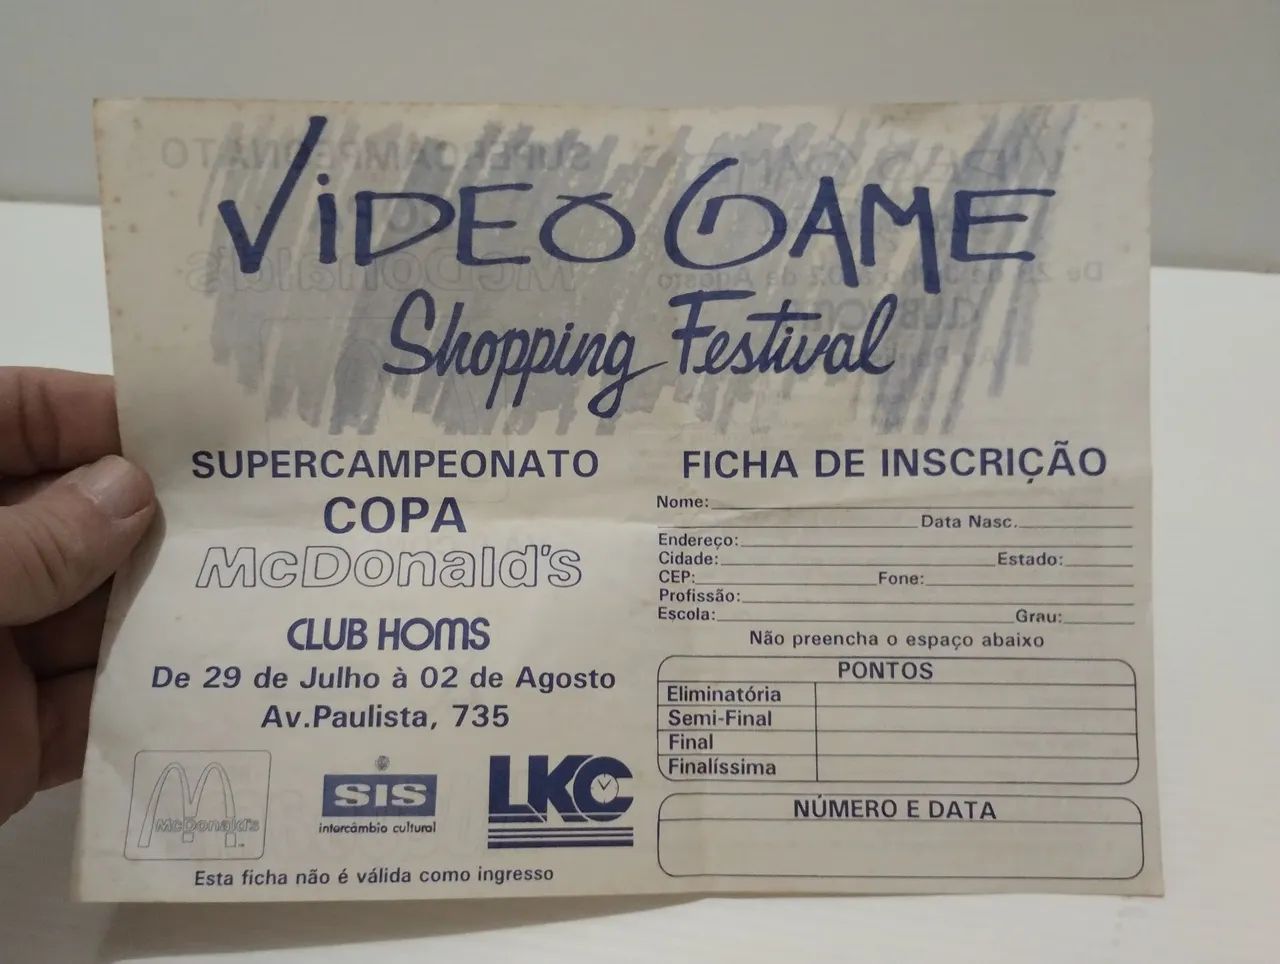 VIDEO GAME
Shopping Festival
SUPERCAMPEONATO
COPA
McDonald's
CLUB HOMS
De 29 de Julho à 02 de Agosto
Av.Paulista, 735
McDonald's
SIS
intercâmbio cultural
LKC
Esta ficha não é válida como ingresso
FICHA DE INSCRIÇÃO
Nome:
Data Nasc.
Endereço:
Cidade: Estado:
CEP: Fone:
Profissão:
Escola: Grau:
Não preencha o espaço abaixo
PONTOS
Eliminatória
Semi-Final
Final
Finalíssima
NÚMERO E DATA